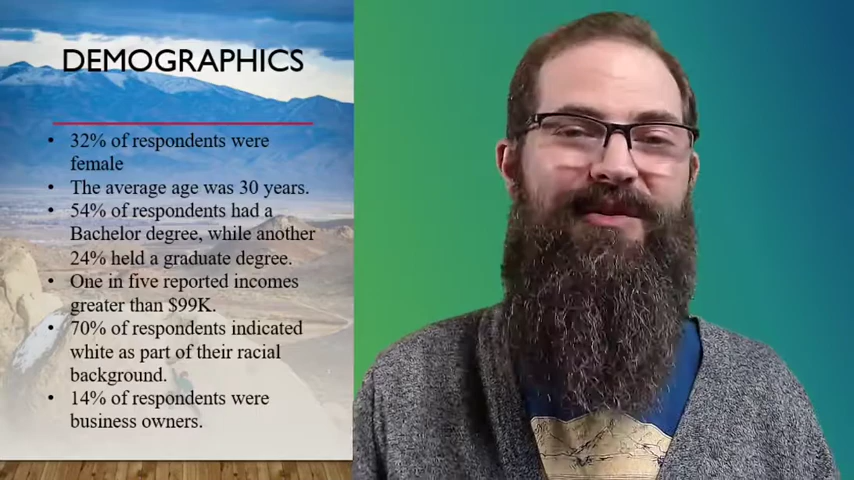 DEMOGRAPHICS
• 32% of respondents were
female
• The average age was 30 years.
• 54% of respondents had a
Bachelor degree, while another
24% held a graduate degree.
• One in five reported incomes
greater than $99K.
• 70% of respondents indicated
white as part of their racial
background.
• 14% of respondents were
business owners.